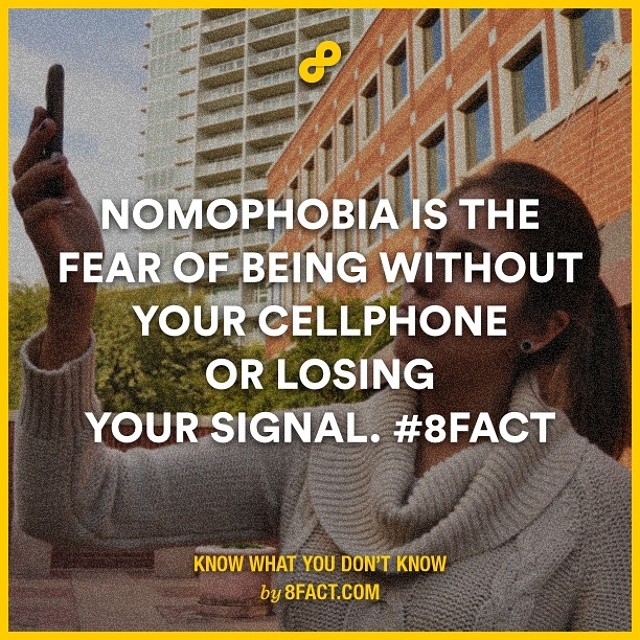 NOMOPHOBIA IS THE
FEAR OF BEING WITHOUT
YOUR CELLPHONE
OR LOSING
YOUR SIGNAL. #8FACT
KNOW WHAT YOU DON'T KNOW
by 8FACT.COM